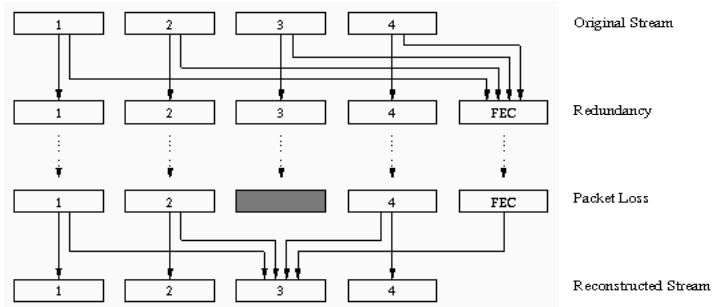 1 2 3 4 Original Stream
1 2 3 4 FEC Redundancy
1 2 4 FEC Packet Loss
1 2 3 4 Reconstructed Stream